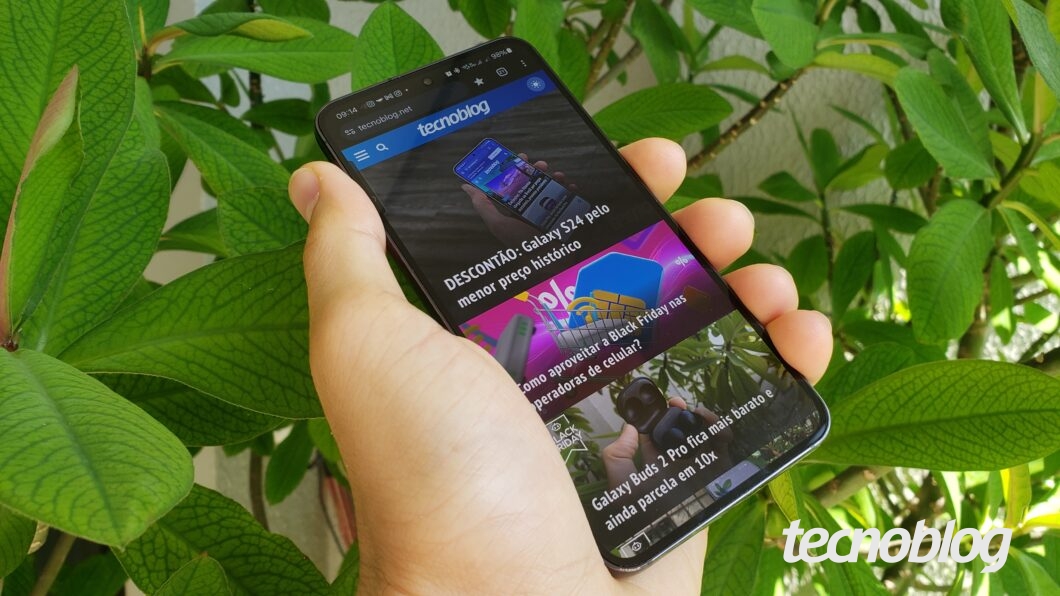 09:14
98%
tecnoblog.net
tecnoblog
tecnoblog
DESCONTÃO: Galaxy S24 pelo
menor preço histórico
%
Como aproveitar a Black Friday nas
operadoras de celular?
BLACK
FRIDAY
Galaxy Buds 2 Pro fica mais barato e
ainda parcela em 10x
tecnoblog